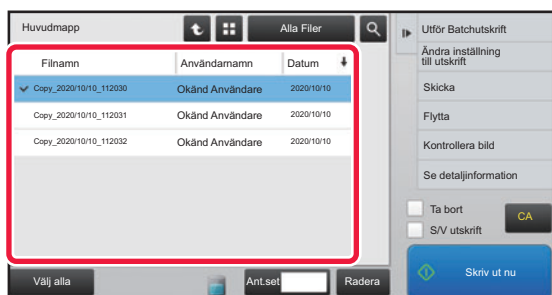 Huvudmapp
Alla Filer
Filnamn Användarnamn Datum
Copy_2020/10/10_112030 Okänd Användare 2020/10/10
Copy_2020/10/10_112031 Okänd Användare 2020/10/10
Copy_2020/10/10_112032 Okänd Användare 2020/10/10
Välj alla
Ant.set
Radera
Utför Batchutskrift
Ändra inställning
till utskrift
Skicka
Flytta
Kontrollera bild
Se detaljinformation
Ta bort
S/V utskrift
CA
Skriv ut nu